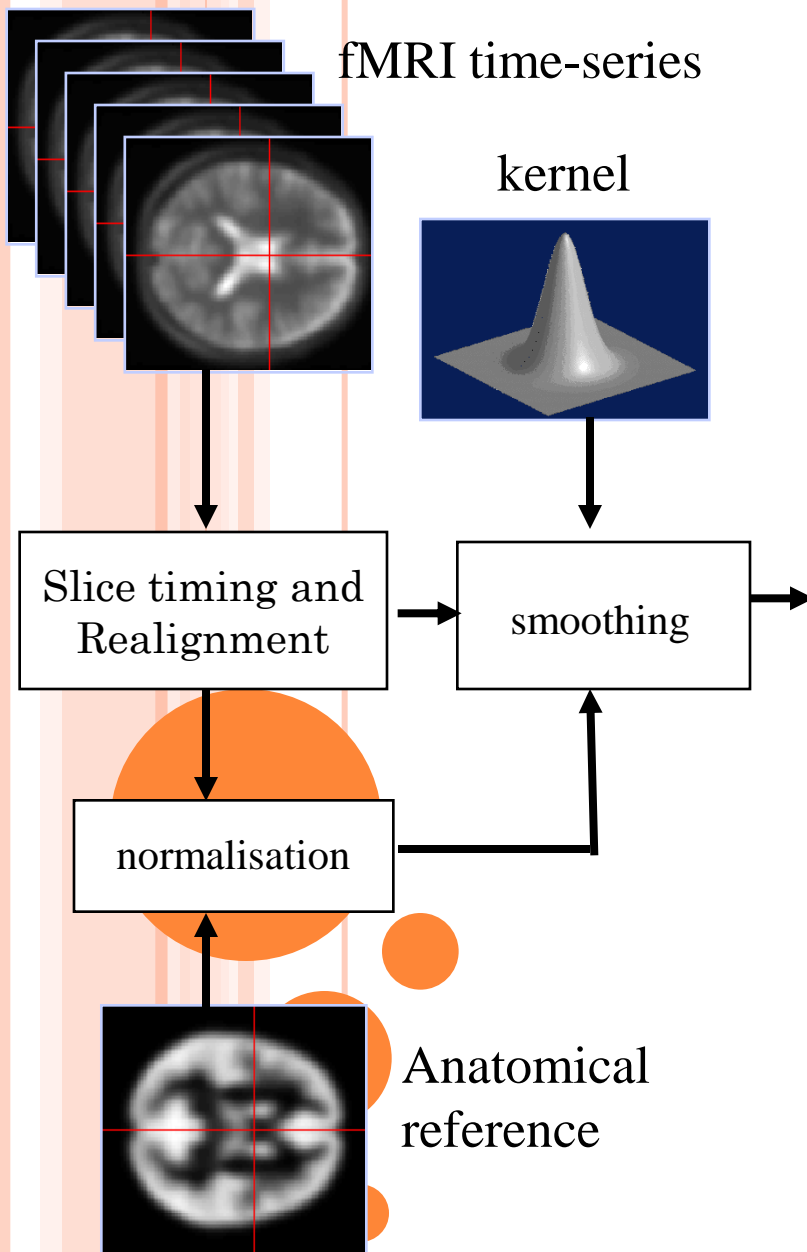 fMRI time-series
kernel
Slice timing and
Realignment
smoothing
normalisation
Anatomical
reference